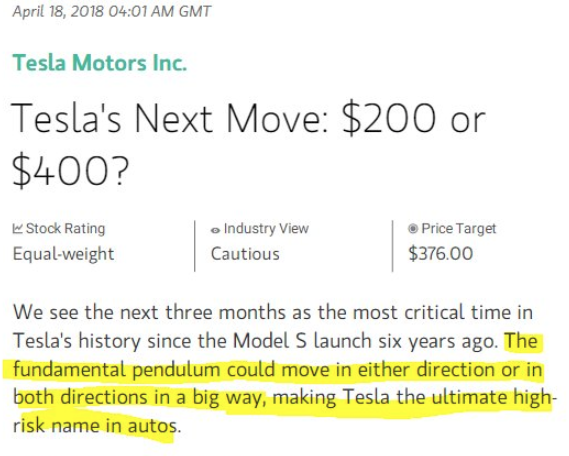 April 18, 2018 04:01 AM GMT
Tesla Motors Inc.
Tesla's Next Move: $200 or
$400?
Stock Rating
Equal-weight
Industry View
Cautious
Price Target
$376.00
We see the next three months as the most critical time in
Tesla's history since the Model S launch six years ago. The
fundamental pendulum could move in either direction or in
both directions in a big way, making Tesla the ultimate high-
risk name in autos.